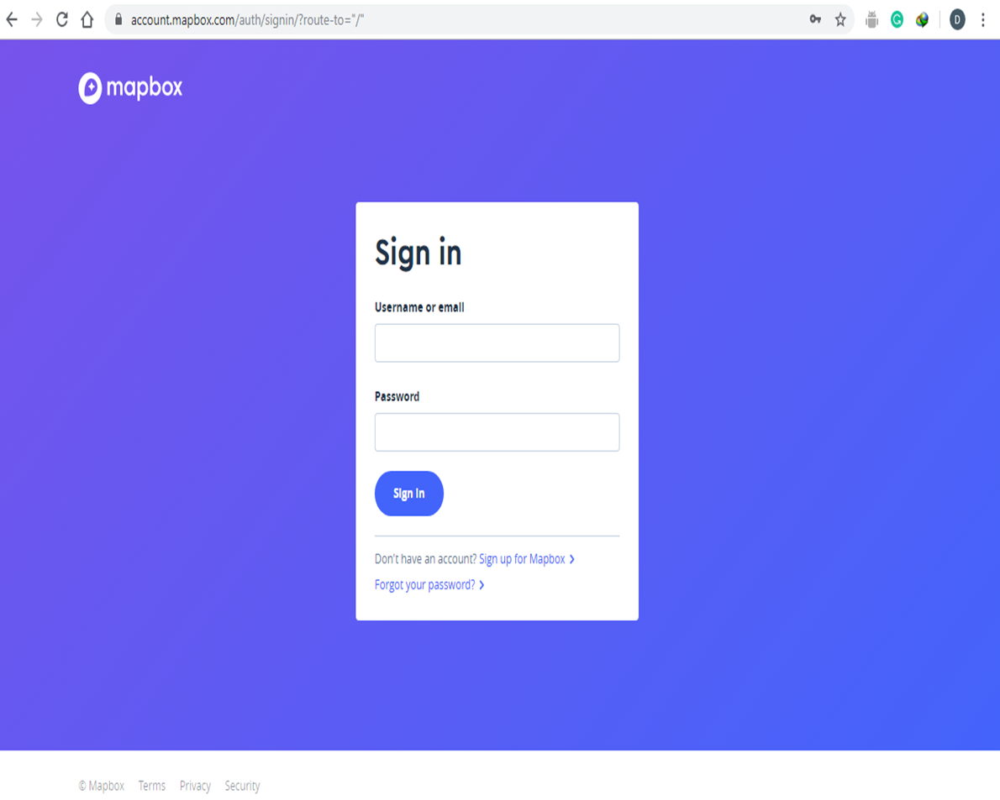 account.mapbox.com/auth/signin/?route-to="/"
D
mapbox
Sign in
Username or email
Password
Sign in
Don't have an account? Sign up for Mapbox
Forgot your password?
© Mapbox Terms Privacy Security